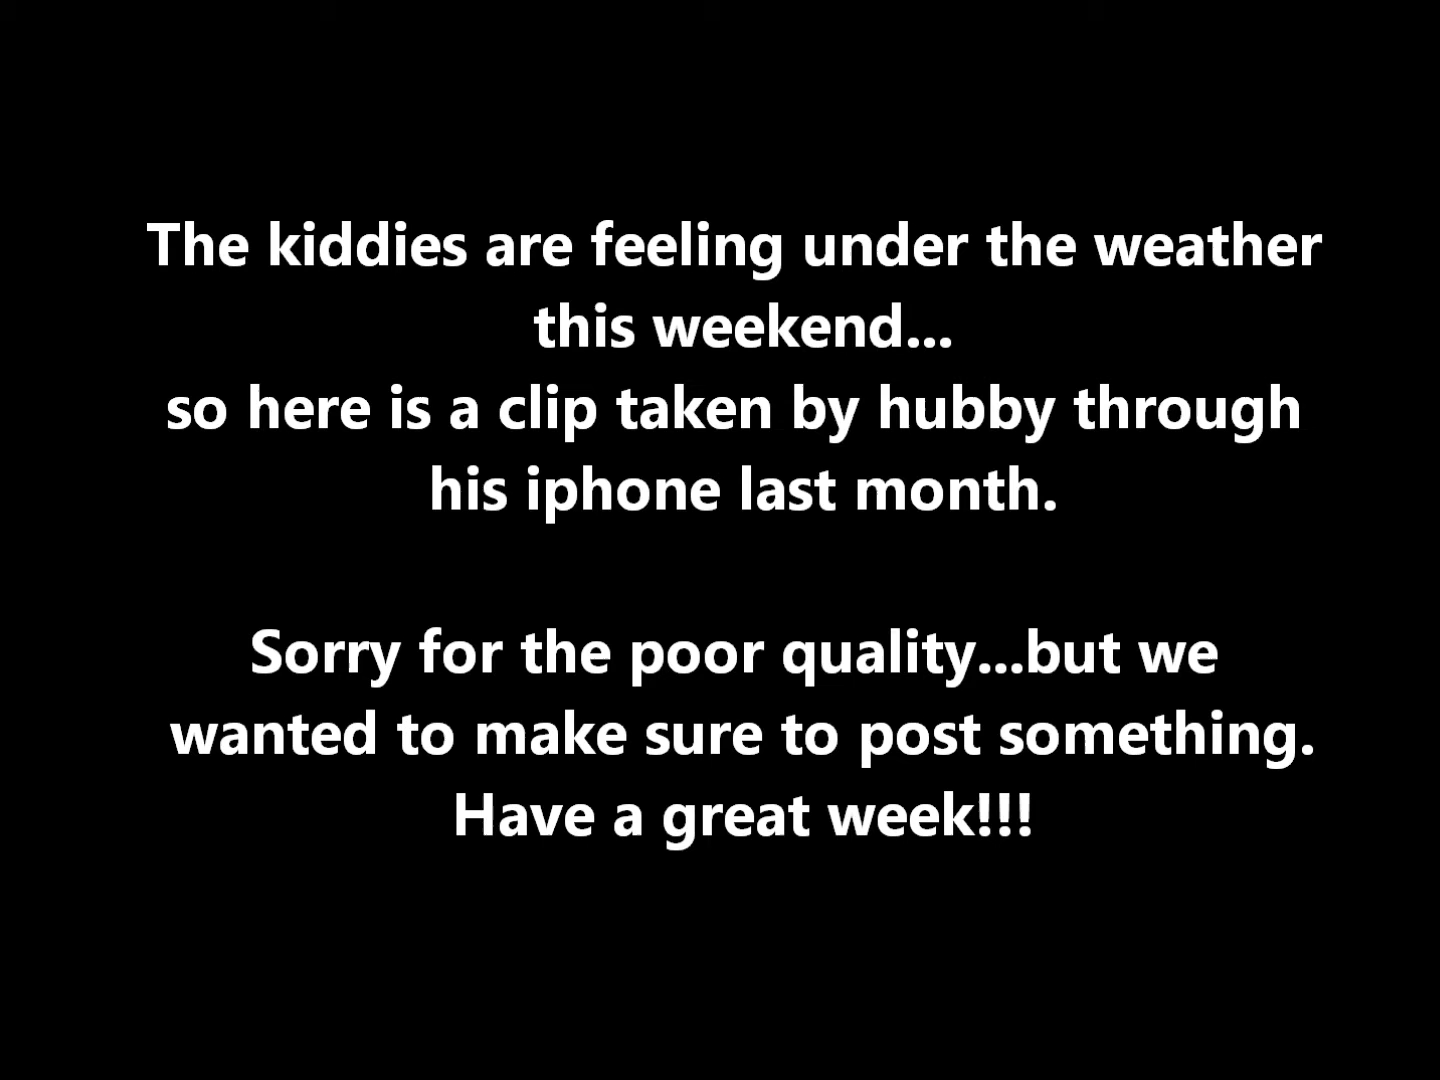 The kiddies are feeling under the weather
this weekend...
so here is a clip taken by hubby through
his iphone last month.
Sorry for the poor quality...but we
wanted to make sure to post something.
Have a great week!!!